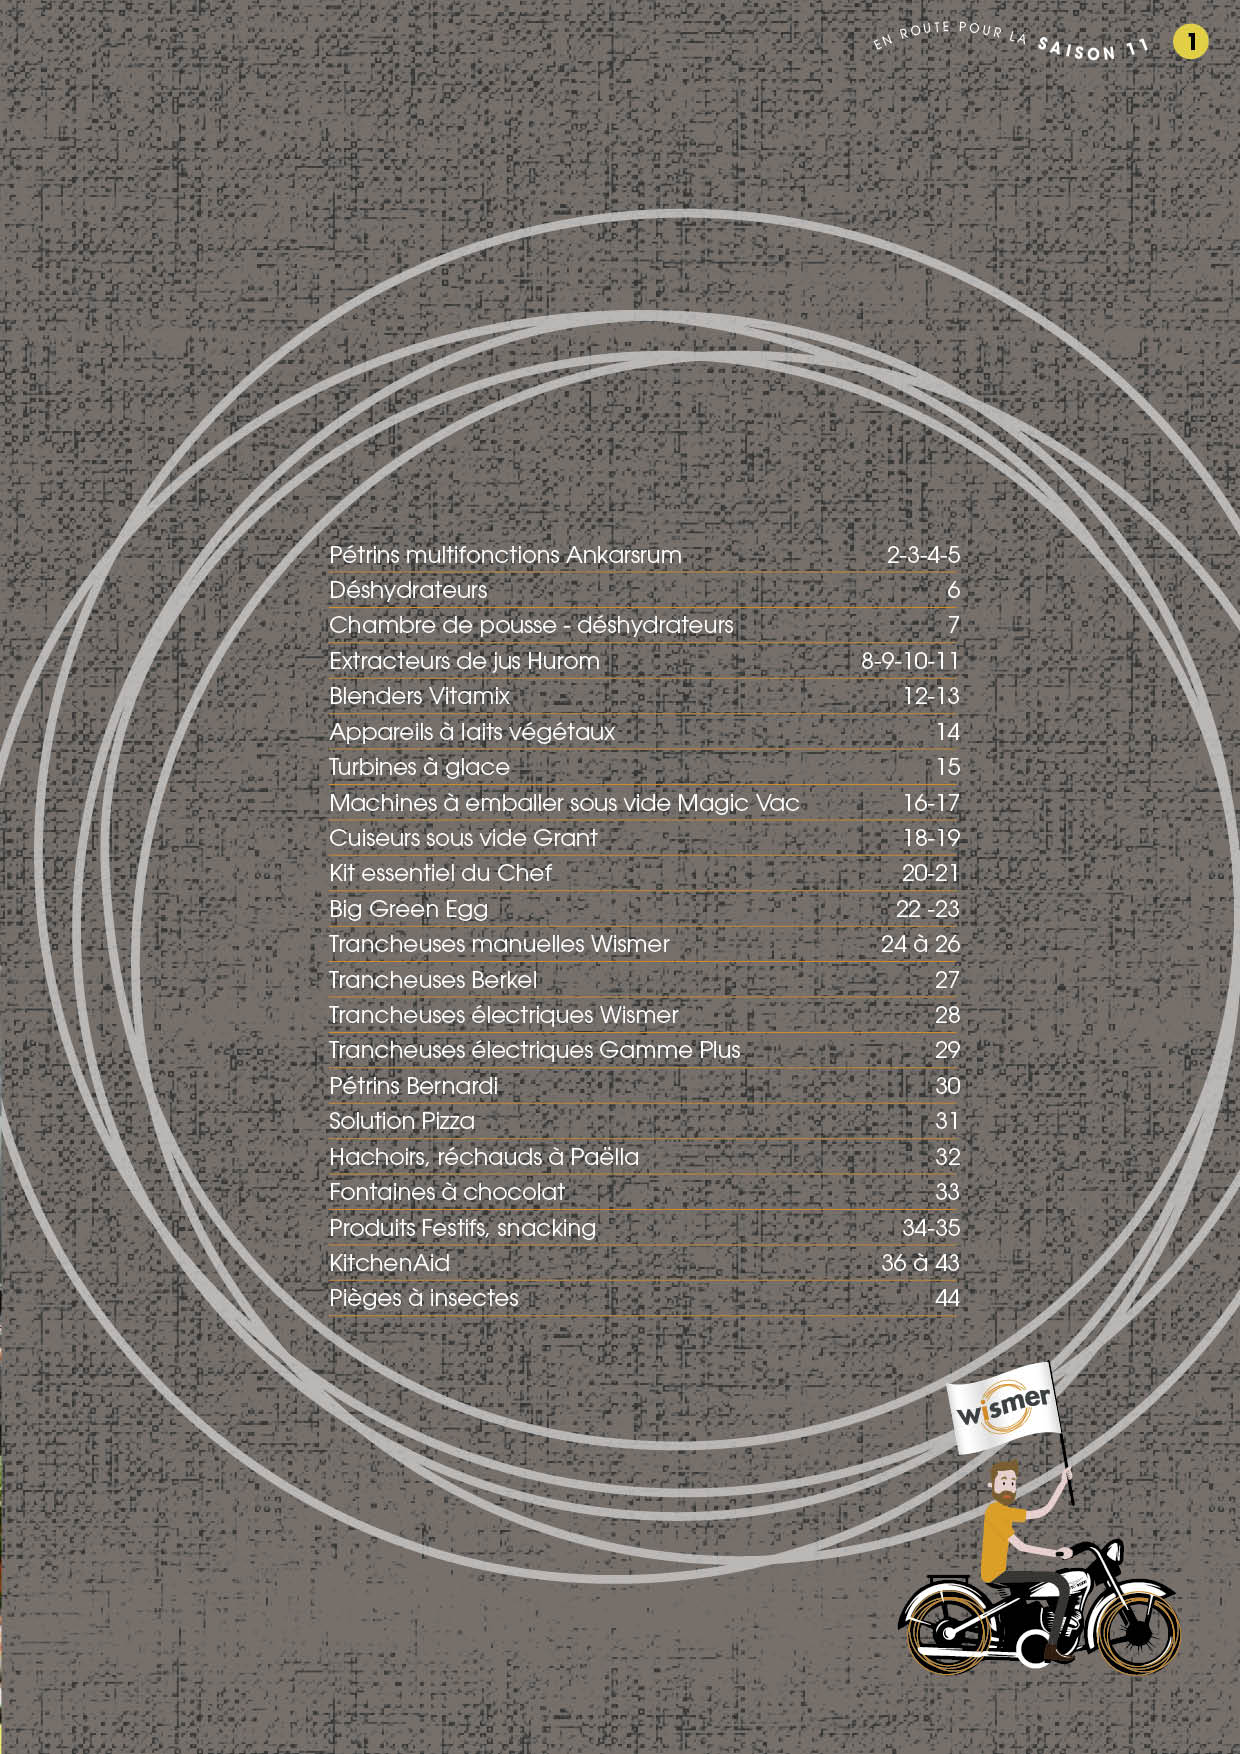 EN ROUTE POUR LA SAISON 11 1
Pétrins multifonctions Ankarsrum 2-3-4-5
Déshydrateurs 6
Chambre de pousse - déshydrateurs 7
Extracteurs de jus Hurom 8-9-10-11
Blenders Vitamix 12-13
Appareils à laits végétaux 14
Turbines à glace 15
Machines à emballer sous vide Magic Vac 16-17
Cuiseurs sous vide Grant 18-19
Kit essentiel du Chef 20-21
Big Green Egg 22 -23
Trancheuses manuelles Wismer 24 à 26
Trancheuses Berkel 27
Trancheuses électriques Wismer 28
Trancheuses électriques Gamme Plus 29
Pétrins Bernardi 30
Solution Pizza 31
Hachoirs, réchauds à Paëlla 32
Fontaines à chocolat 33
Produits Festifs, snacking 34-35
KitchenAid 36 à 43
Pièges à insectes 44
wismer